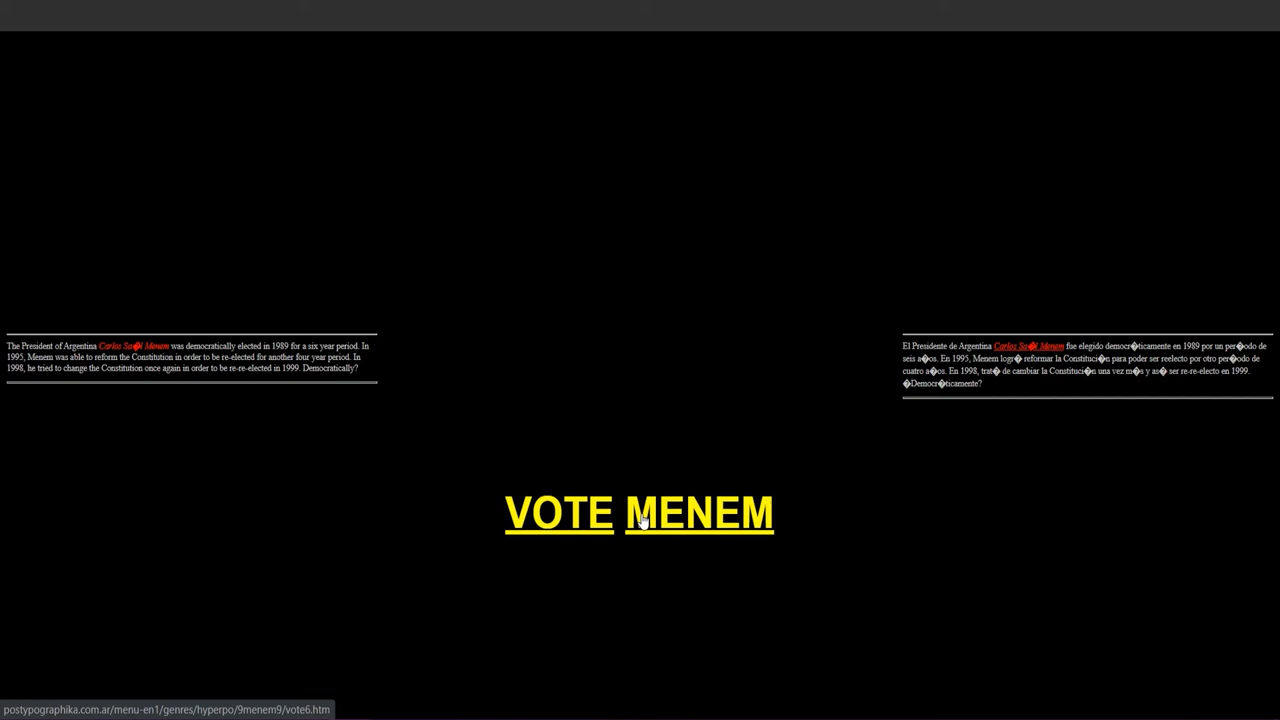 The President of Argentina Carlos Sa�l Menem was democratically elected in 1989 for a six year period. In
1995, Menem was able to reform the Constitution in order to be re-elected for another four year period. In
1998, he tried to change the Constitution once again in order to be re-re-elected in 1999. Democratically?
El Presidente de Argentina Carlos Sa�l Menem fue elegido democr�ticamente en 1989 por un per�odo de
seis a�os. En 1995, Menem logr� reformar la Constituci�n para poder ser reelecto por otro per�odo de
cuatro a�os. En 1998, trat� de cambiar la Constituci�n una vez m�s y as� ser re-re-electo en 1999.
�Democr�ticamente?
VOTE MENEM
postypographika.com.ar/menu-en1/genres/hyperpo/9menem9/vote6.htm